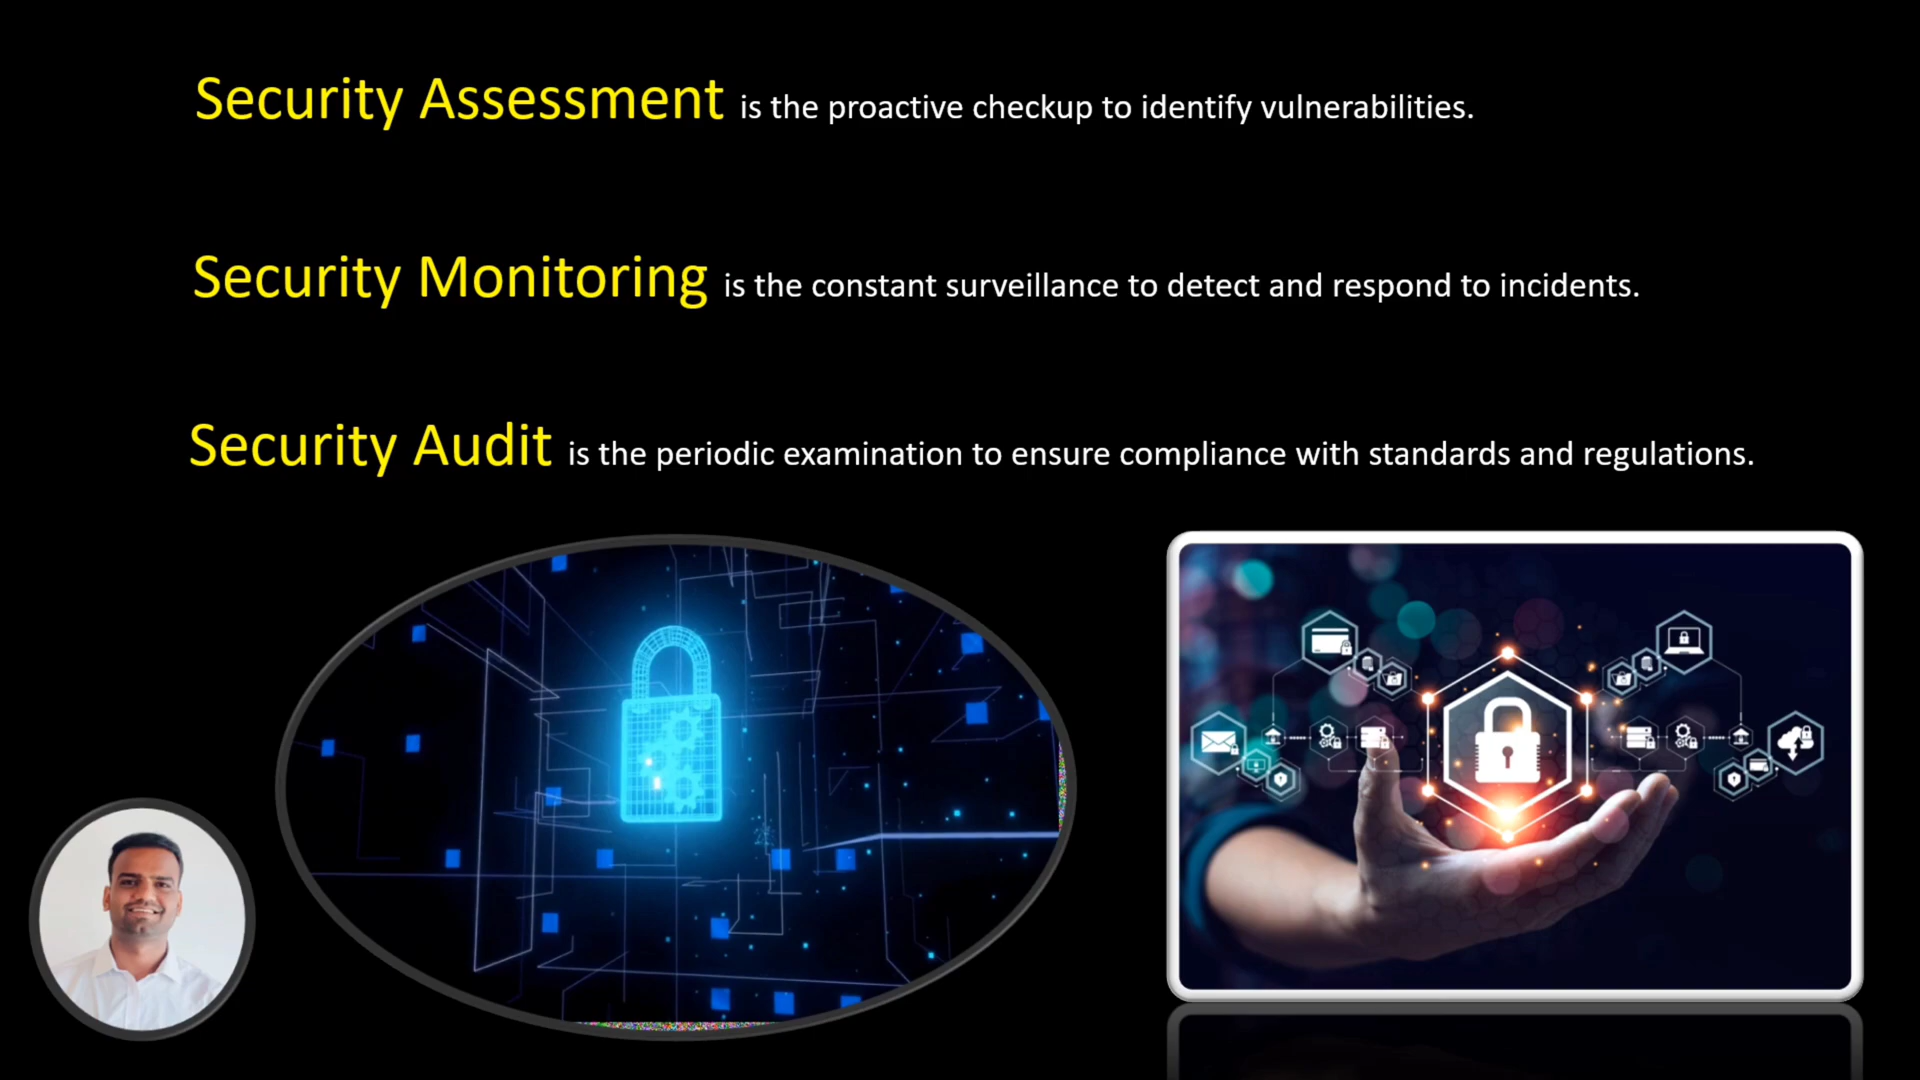 Security Assessment is the proactive checkup to identify vulnerabilities.
Security Monitoring is the constant surveillance to detect and respond to incidents.
Security Audit is the periodic examination to ensure compliance with standards and regulations.